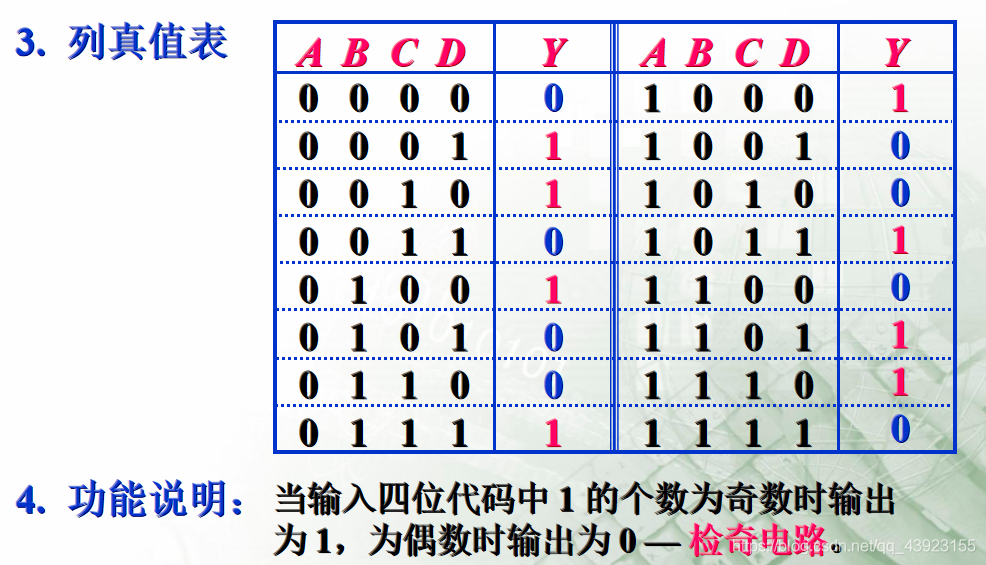 3. 列真值表
A B C D Y A B C D Y
0 0 0 0 0 1 0 0 0 1
0 0 0 1 1 1 0 0 1 0
0 0 1 0 1 1 0 1 0 0
0 0 1 1 0 1 0 1 1 1
0 1 0 0 1 1 1 0 0 0
0 1 0 1 0 1 1 0 1 1
0 1 1 0 0 1 1 1 0 1
0 1 1 1 1 1 1 1 1 0
4. 功能说明：当输入四位代码中 1 的个数为奇数时输出
为 1，为偶数时输出为 0 — 检奇电路。
https://blog.csdn.net/qq_43923155